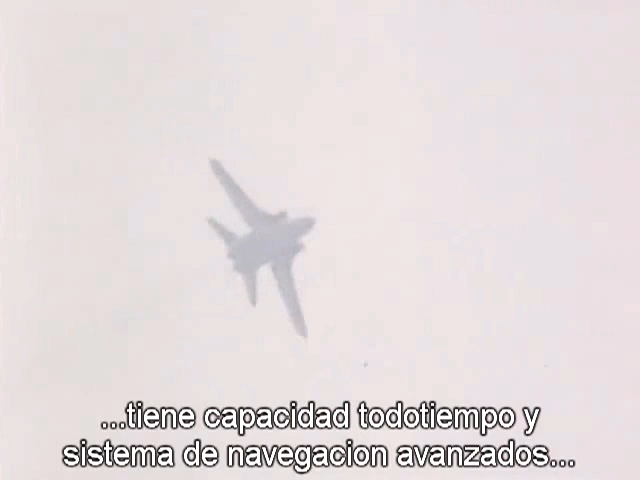 ...tiene capacidad todotiempo y
sistema de navegacion avanzados...